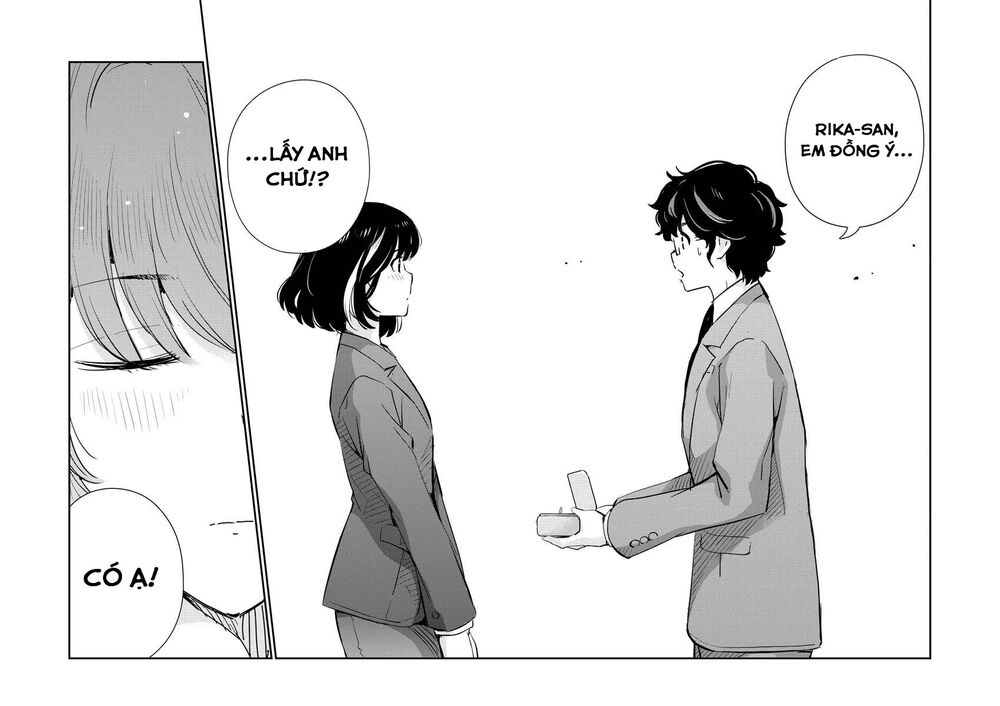 RIKA-SAN,
EM ĐỒNG Ý...
...LẤY ANH
CHỨ!?
CÓ Ạ!